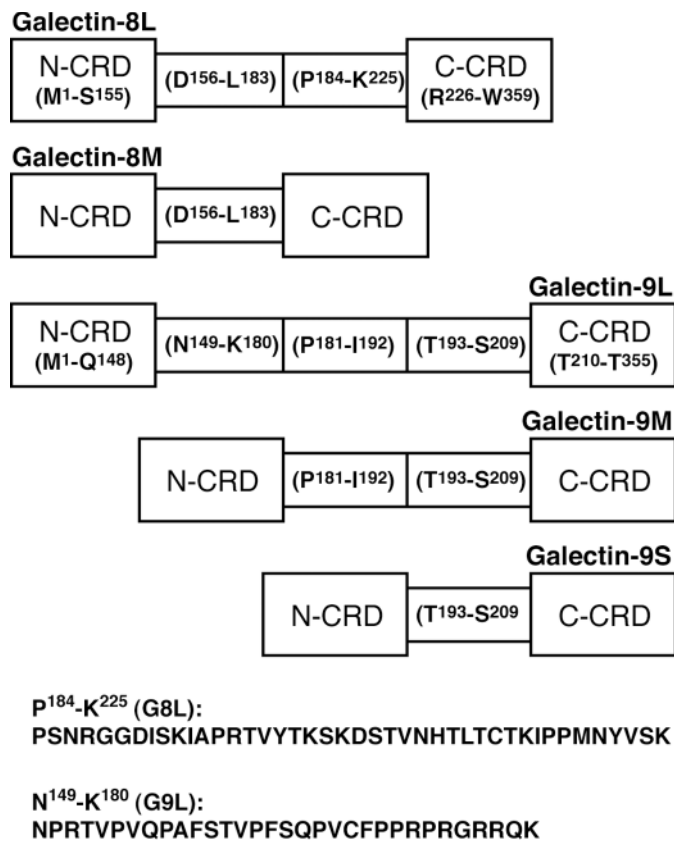 Galectin-8L
N-CRD (D¹⁵⁶-L¹⁸³) (P¹⁸⁴-K²²⁵) C-CRD
(M¹-S¹⁵⁵) (R²²⁶-W³⁵⁹)
Galectin-8M
N-CRD (D¹⁵⁶-L¹⁸³) C-CRD
Galectin-9L
N-CRD (N¹⁴⁹-K¹⁸⁰) (P¹⁸¹-I¹⁹²) (T¹⁹³-S²⁰⁹) C-CRD
(M¹-Q¹⁴⁸) (T²¹⁰-T³⁵⁵)
Galectin-9M
N-CRD (P¹⁸¹-I¹⁹²) (T¹⁹³-S²⁰⁹) C-CRD
Galectin-9S
N-CRD (T¹⁹³-S²⁰⁹ C-CRD
P¹⁸⁴-K²²⁵ (G8L):
PSNRGGDISKIAPRTVYTKSKDSTVNHTLTCTKIPPMNYVSK
N¹⁴⁹-K¹⁸⁰ (G9L):
NPRTVPVQPAFSTVPFSQPVCFPPRPRGRRQK